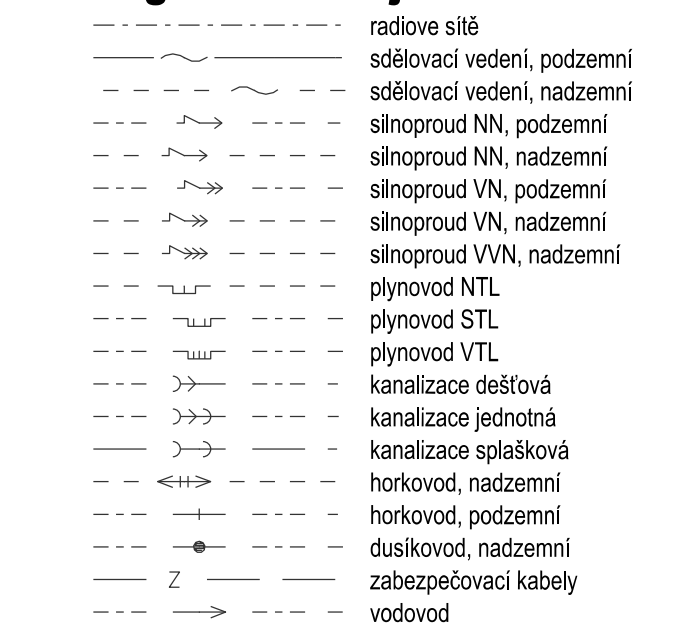 radiove sítě
sdělovací vedení, podzemní
sdělovací vedení, nadzemní
silnoproud NN, podzemní
silnoproud NN, nadzemní
silnoproud VN, podzemní
silnoproud VN, nadzemní
silnoproud VVN, nadzemní
plynovod NTL
plynovod STL
plynovod VTL
kanalizace dešťová
kanalizace jednotná
kanalizace splašková
horkovod, nadzemní
horkovod, podzemní
dusíkovod, nadzemní
Z zabezpečovací kabely
vodovod